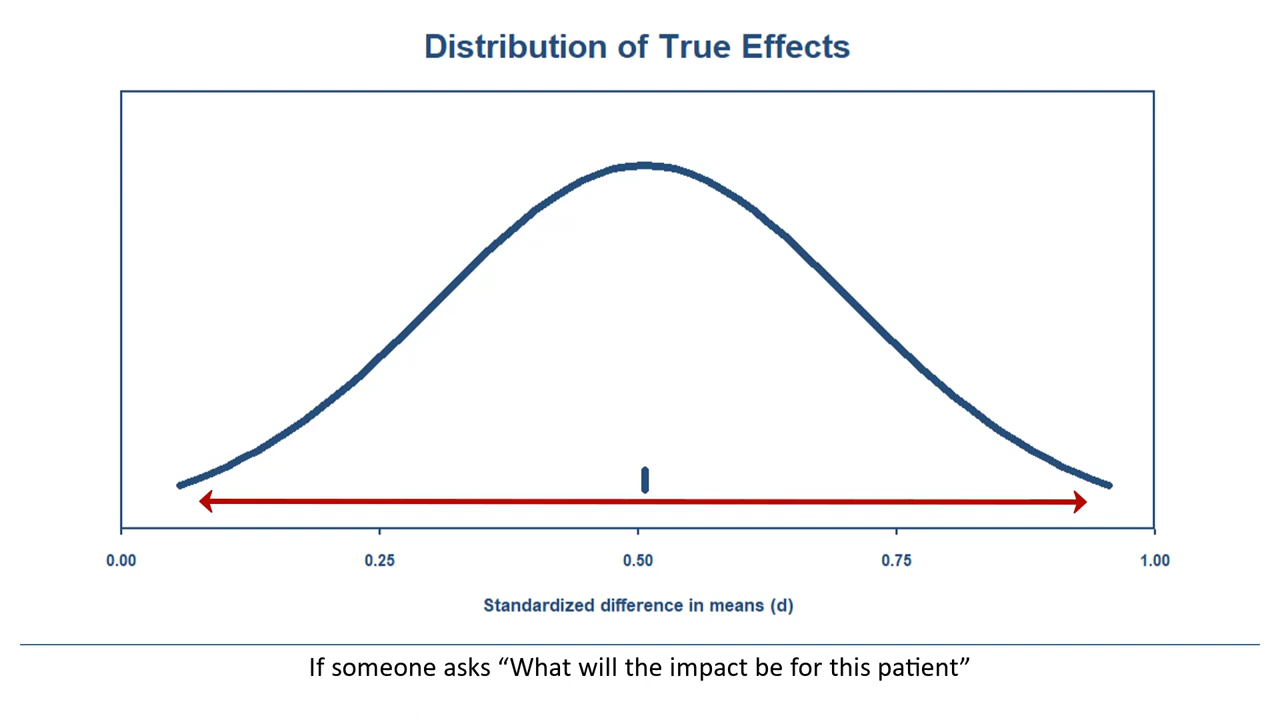 Distribution of True Effects
0.00 0.25 0.50 0.75 1.00
Standardized difference in means (d)
If someone asks “What will the impact be for this patient”